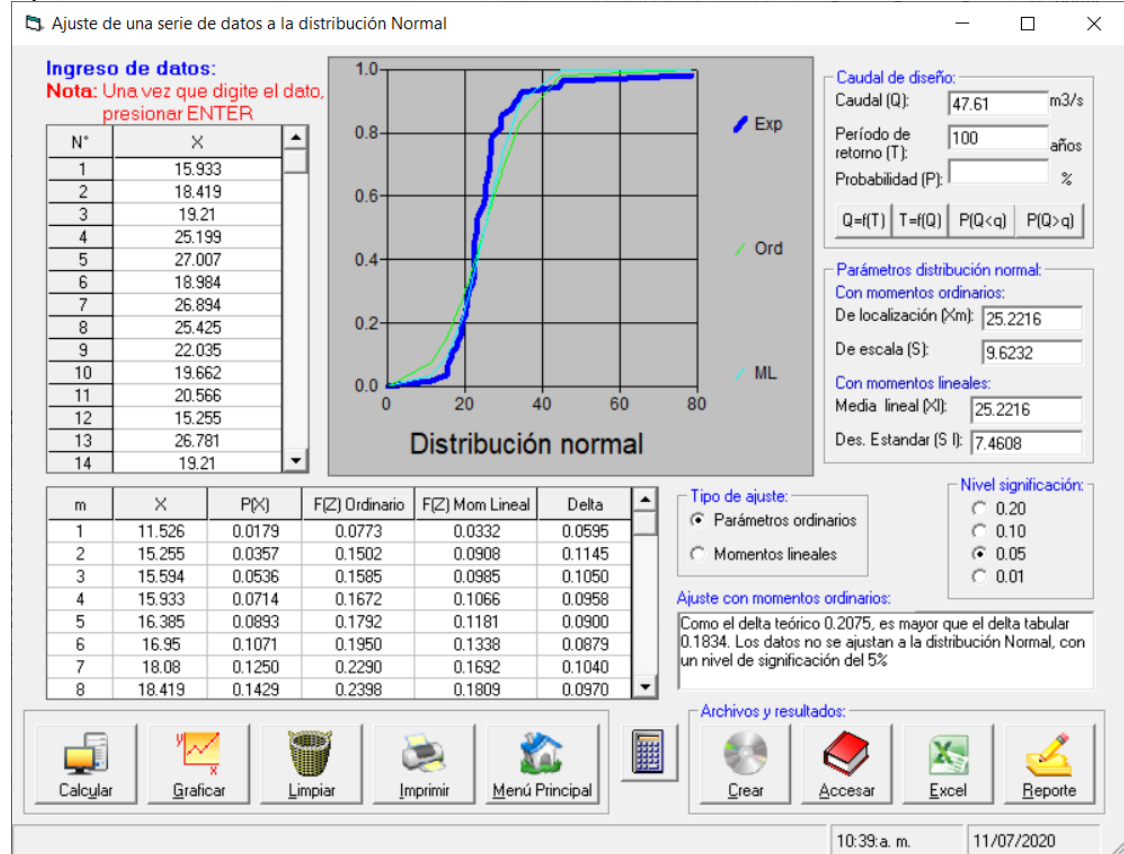 Ajuste de una serie de datos a la distribución Normal
Ingreso de datos:
Nota: Una vez que digite el dato,
presionar ENTER
N° X
1 15.933
2 18.419
3 19.21
4 25.199
5 27.007
6 18.984
7 26.894
8 25.425
9 22.035
10 19.662
11 20.566
12 15.255
13 26.781
14 19.21
1.0
0.8
0.6
0.4
0.2
0.0
0 20 40 60 80
Distribución normal
Exp
Ord
ML
Caudal de diseño:
Caudal (Q): 47.61 m3/s
Período de
retorno (T): 100 años
Probabilidad (P): %
Q=f(T) T=f(Q) P(Q<q) P(Q>q)
Parámetros distribución normal:
Con momentos ordinarios:
De localización (Xm): 25.2216
De escala (S): 9.6232
Con momentos lineales:
Media lineal (Xl): 25.2216
Des. Estandar (S l): 7.4608
m X P(X) F(Z) Ordinario F(Z) Mom Lineal Delta
1 11.526 0.0179 0.0773 0.0332 0.0595
2 15.255 0.0357 0.1502 0.0908 0.1145
3 15.594 0.0536 0.1585 0.0985 0.1050
4 15.933 0.0714 0.1672 0.1066 0.0958
5 16.385 0.0893 0.1792 0.1181 0.0900
6 16.95 0.1071 0.1950 0.1338 0.0879
7 18.08 0.1250 0.2290 0.1692 0.1040
8 18.419 0.1429 0.2398 0.1809 0.0970
Tipo de ajuste:
Parámetros ordinarios
Momentos lineales
Nivel significación:
0.20
0.10
0.05
0.01
Ajuste con momentos ordinarios:
Como el delta teórico 0.2075, es mayor que el delta tabular
0.1834. Los datos no se ajustan a la distribución Normal, con
un nivel de significación del 5%
Calcular Graficar Limpiar Imprimir Menú Principal
Archivos y resultados:
Crear Accesar Excel Reporte
10:39:a. m. 11/07/2020